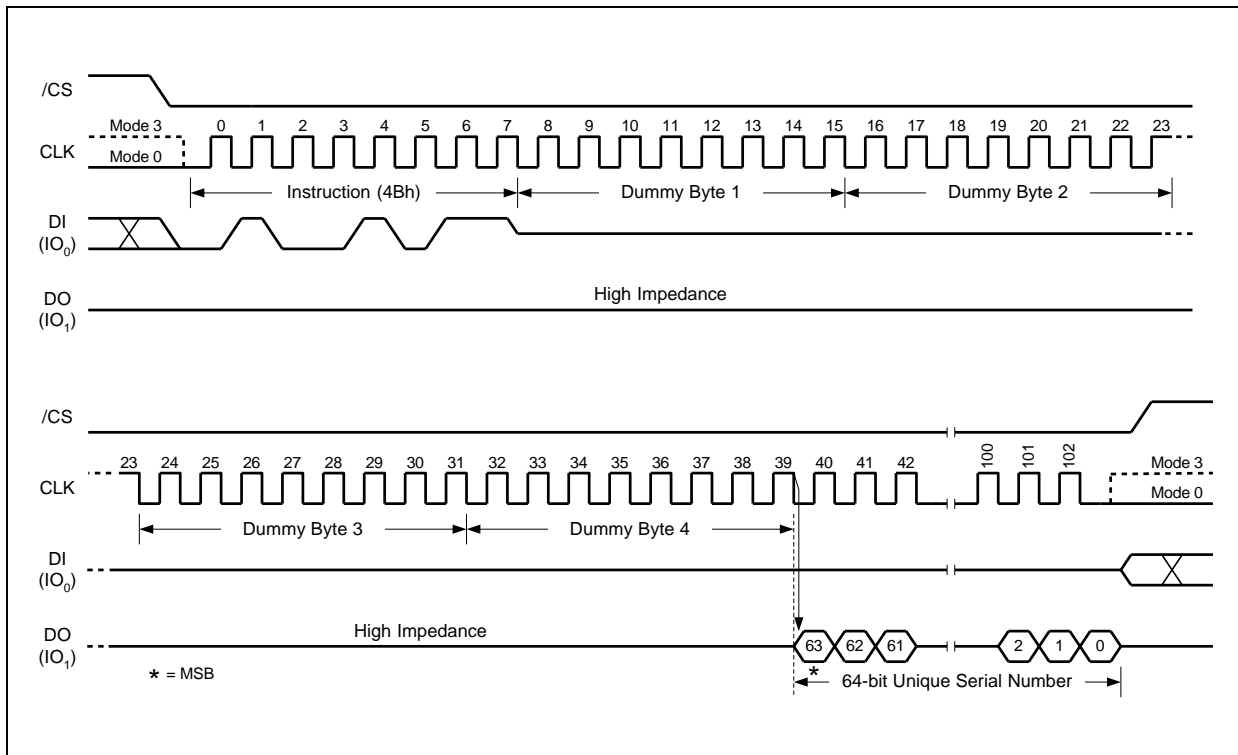 /CS
Mode 3 0 1 2 3 4 5 6 7 8 9 10 11 12 13 14 15 16 17 18 19 20 21 22 23
CLK
Mode 0
Instruction (4Bh) Dummy Byte 1 Dummy Byte 2
DI
(IO0)
High Impedance
DO
(IO1)
/CS
23 24 25 26 27 28 29 30 31 32 33 34 35 36 37 38 39 40 41 42 100 101 102 Mode 3
CLK
Mode 0
Dummy Byte 3 Dummy Byte 4
DI
(IO0)
DO
(IO1)
High Impedance
63 62 61 2 1 0
* = MSB
*
64-bit Unique Serial Number